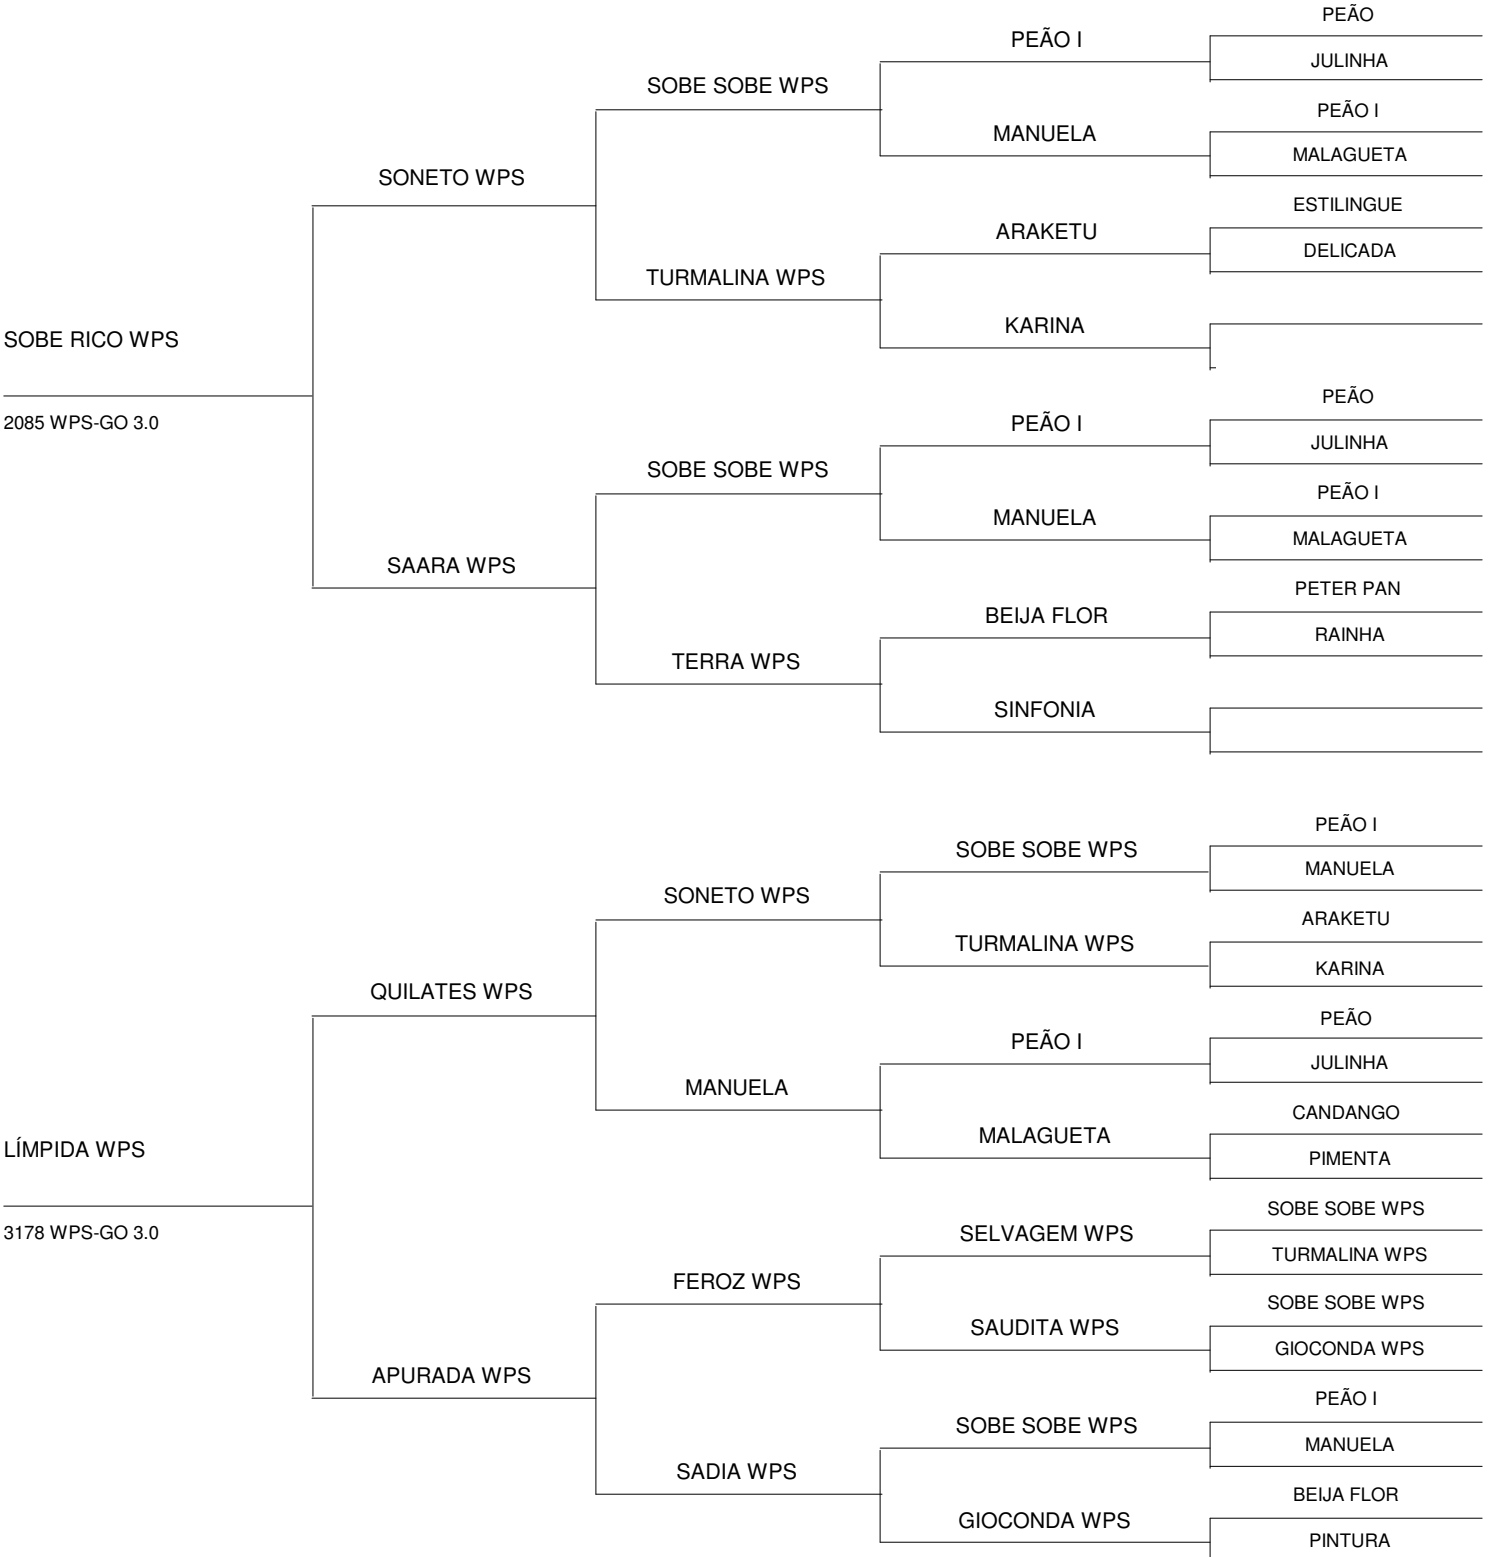 PEÃO
PEÃO I
JULINHA
SOBE SOBE WPS
PEÃO I
MANUELA
MALAGUETA
SONETO WPS
ESTILINGUE
ARAKETU
DELICADA
TURMALINA WPS
KARINA
SOBE RICO WPS
PEÃO
2085 WPS-GO 3.0
PEÃO I
JULINHA
SOBE SOBE WPS
PEÃO I
MANUELA
MALAGUETA
SAARA WPS
PETER PAN
BEIJA FLOR
RAINHA
TERRA WPS
SINFONIA
PEÃO I
SOBE SOBE WPS
MANUELA
SONETO WPS
ARAKETU
TURMALINA WPS
KARINA
QUILATES WPS
PEÃO
PEÃO I
JULINHA
MANUELA
CANDANGO
MALAGUETA
LÍMPIDA WPS
PIMENTA
SOBE SOBE WPS
3178 WPS-GO 3.0
SELVAGEM WPS
TURMALINA WPS
FEROZ WPS
SOBE SOBE WPS
SAUDITA WPS
GIOCONDA WPS
APURADA WPS
PEÃO I
SOBE SOBE WPS
MANUELA
SADIA WPS
BEIJA FLOR
GIOCONDA WPS
PINTURA